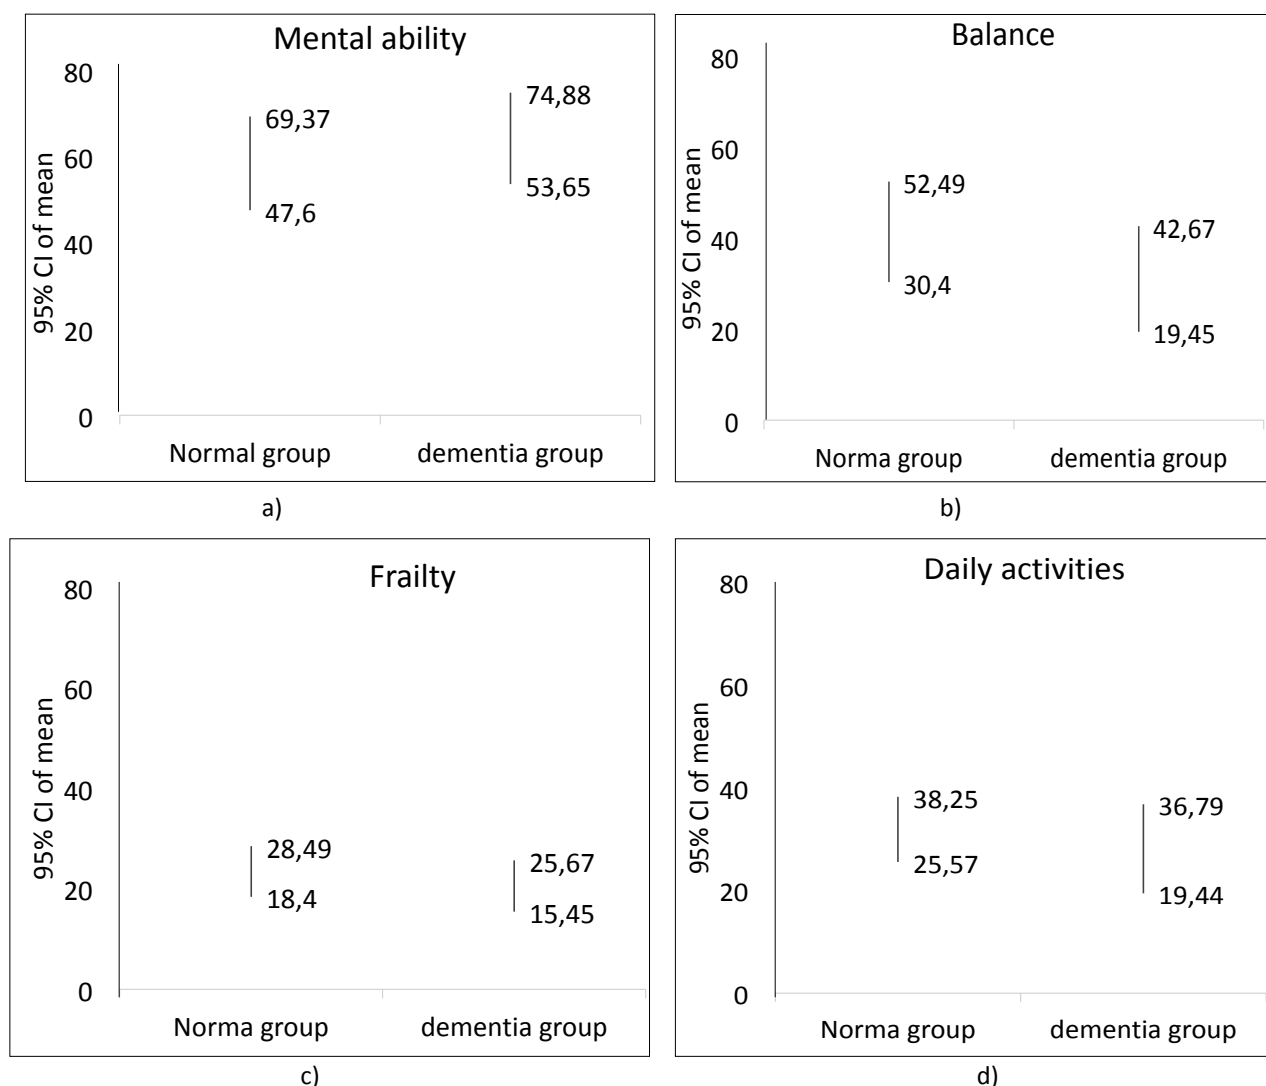 Mental ability
95% CI of mean
80
60
40
20
0
69,37
47,6
74,88
53,65
Normal group
dementia group
a)
Balance
95% CI of mean
80
60
40
20
0
52,49
30,4
42,67
19,45
Norma group
dementia group
b)
Frailty
95% CI of mean
80
60
40
20
0
28,49
18,4
25,67
15,45
Norma group
dementia group
c)
Daily activities
95% CI of mean
80
60
40
20
0
38,25
25,57
36,79
19,44
Norma group
dementia group
d)